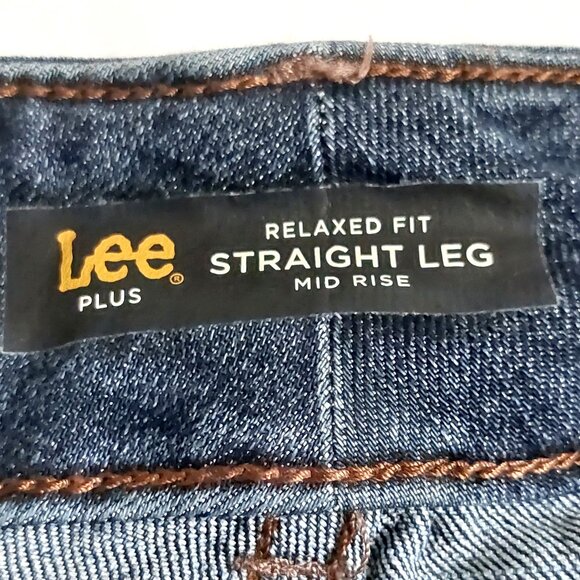 Lee®
PLUS
RELAXED FIT
STRAIGHT LEG
MID RISE